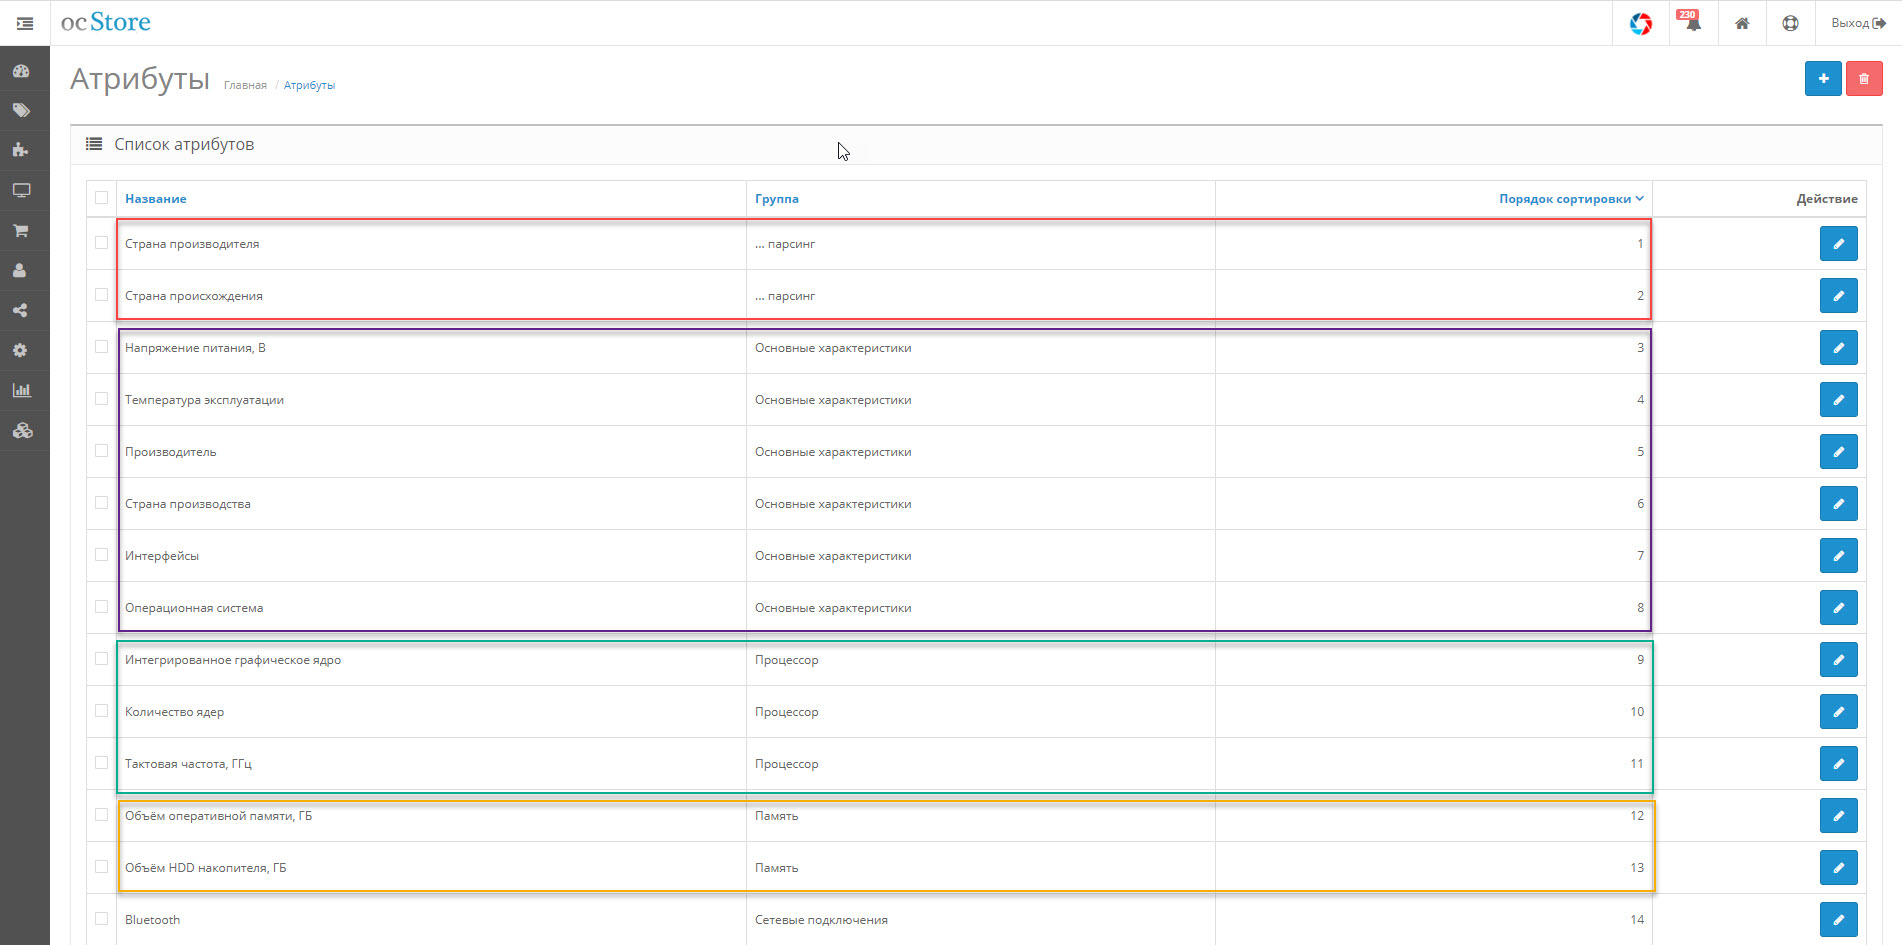 ocStore
230
Выход
Атрибуты
Главная / Атрибуты
Список атрибутов
Название Группа Порядок сортировки Действие
Страна производителя ... парсинг 1
Страна происхождения ... парсинг 2
Напряжение питания, В Основные характеристики 3
Температура эксплуатации Основные характеристики 4
Производитель Основные характеристики 5
Страна производства Основные характеристики 6
Интерфейсы Основные характеристики 7
Операционная система Основные характеристики 8
Интегрированное графическое ядро Процессор 9
Количество ядер Процессор 10
Тактовая частота, ГГц Процессор 11
Объём оперативной памяти, ГБ Память 12
Объём HDD накопителя, ГБ Память 13
Bluetooth Сетевые подключения 14